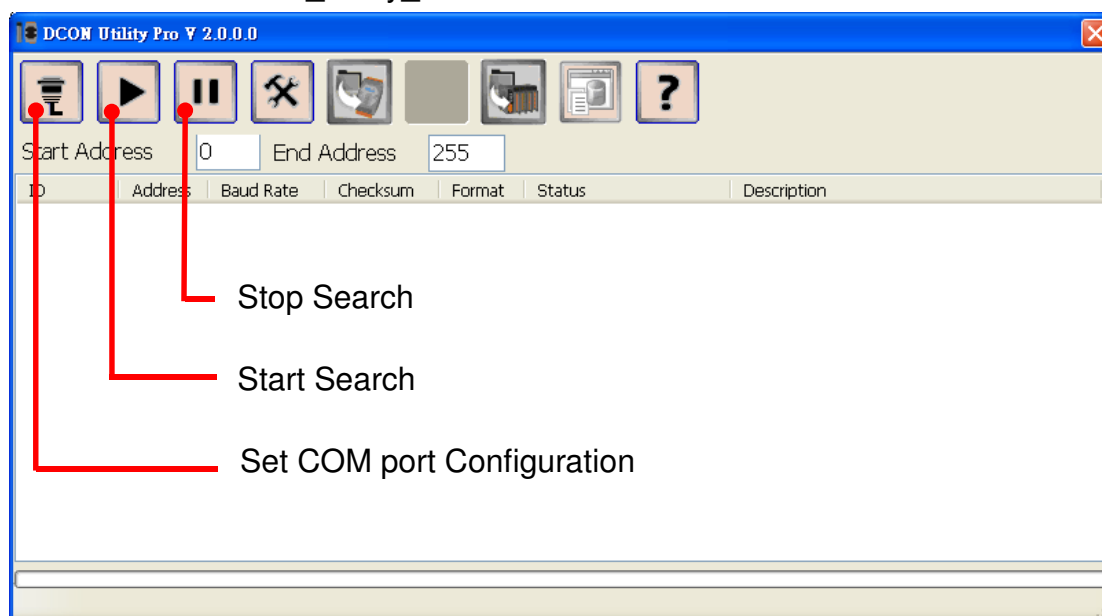 DCON Utility Pro V 2.0.0.0
?
Start Address 0 End Address 255
ID Address Baud Rate Checksum Format Status Description
Stop Search
Start Search
Set COM port Configuration